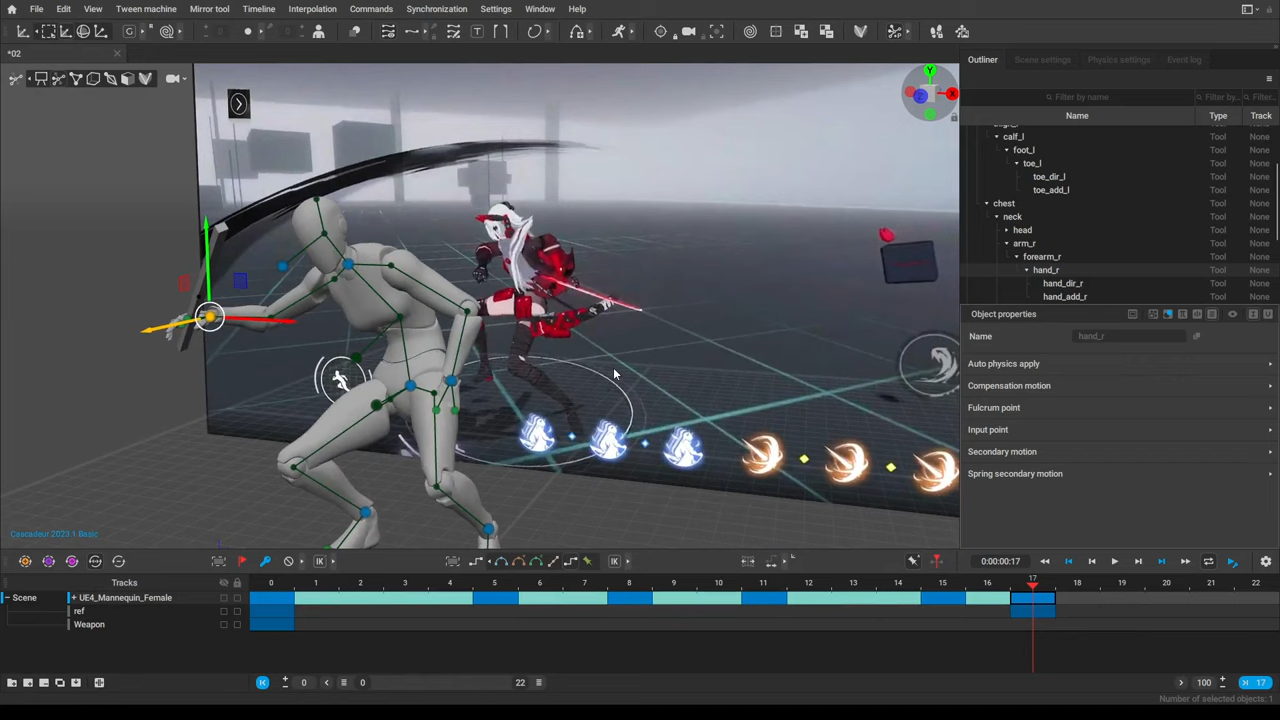 File Edit View Tween machine Mirror tool Timeline Interpolation Commands Synchronization Settings Window Help
*02
Outliner Scene settings Physics settings Event log
Filter by name Filter by... Filter...
Name Type Track
calf_l Tool None
foot_l Tool None
toe_l Tool None
toe_dir_l Tool None
toe_add_l Tool None
chest Tool None
neck Tool None
head Tool None
arm_r Tool None
forearm_r Tool None
hand_r Tool None
hand_dir_r Tool None
hand_add_r Tool None
Object properties
Name hand_r
Auto physics apply
Compensation motion
Fulcrum point
Input point
Secondary motion
Spring secondary motion
Y
X
Z
Cascadeur 2023.1 Basic
0:00:00:17
Tracks 0 1 2 3 4 5 6 7 8 9 10 11 12 13 14 15 16 17 18 19 20 21 22
Scene + UE4_Mannequin_Female
ref
Weapon
0 0 22 100 17
Number of selected objects: 1